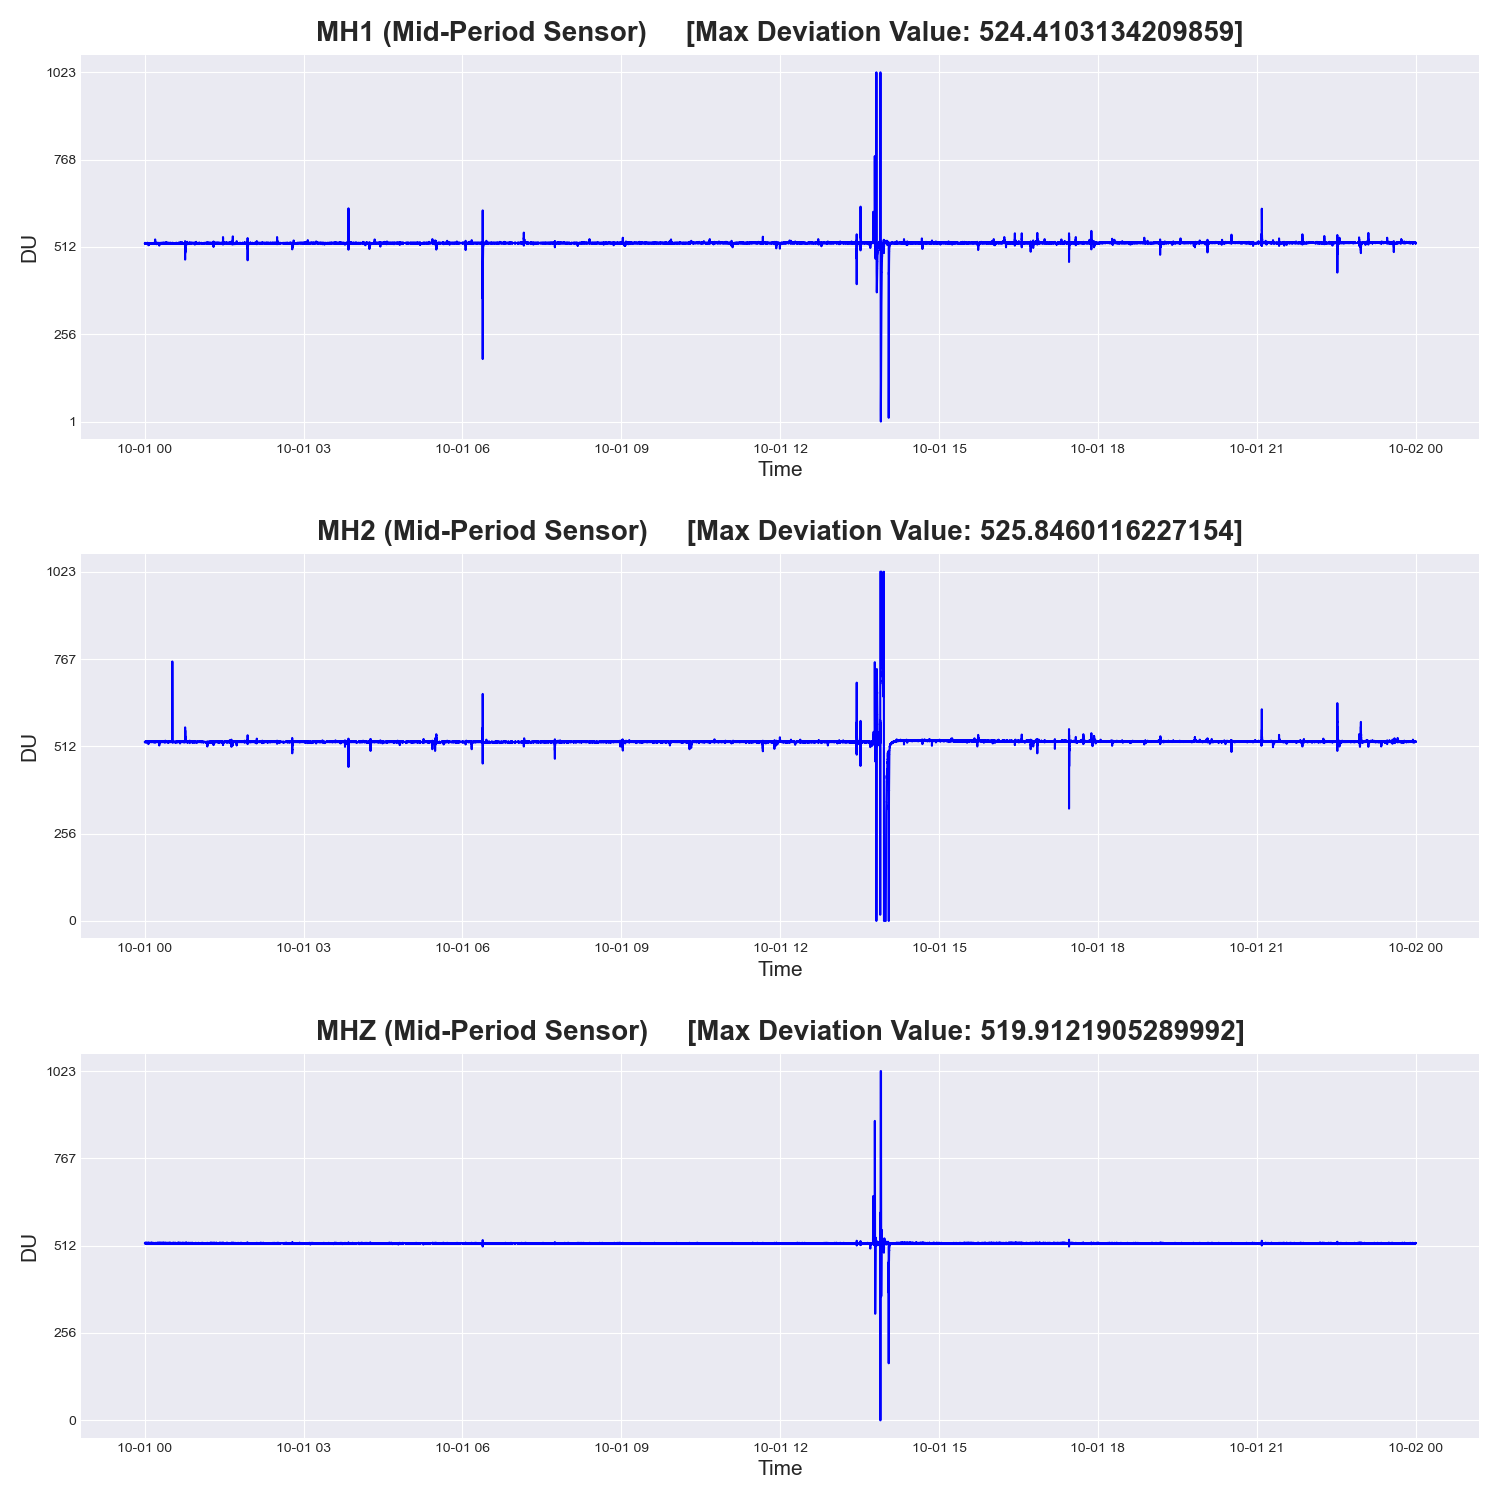 MH1 (Mid-Period Sensor) [Max Deviation Value: 524.4103134209859]
1023
768
512
256
1
DU
10-01 00 10-01 03 10-01 06 10-01 09 10-01 12 10-01 15 10-01 18 10-01 21 10-02 00
Time
MH2 (Mid-Period Sensor) [Max Deviation Value: 525.8460116227154]
1023
767
512
256
0
DU
10-01 00 10-01 03 10-01 06 10-01 09 10-01 12 10-01 15 10-01 18 10-01 21 10-02 00
Time
MHZ (Mid-Period Sensor) [Max Deviation Value: 519.9121905289992]
1023
767
512
256
0
DU
10-01 00 10-01 03 10-01 06 10-01 09 10-01 12 10-01 15 10-01 18 10-01 21 10-02 00
Time